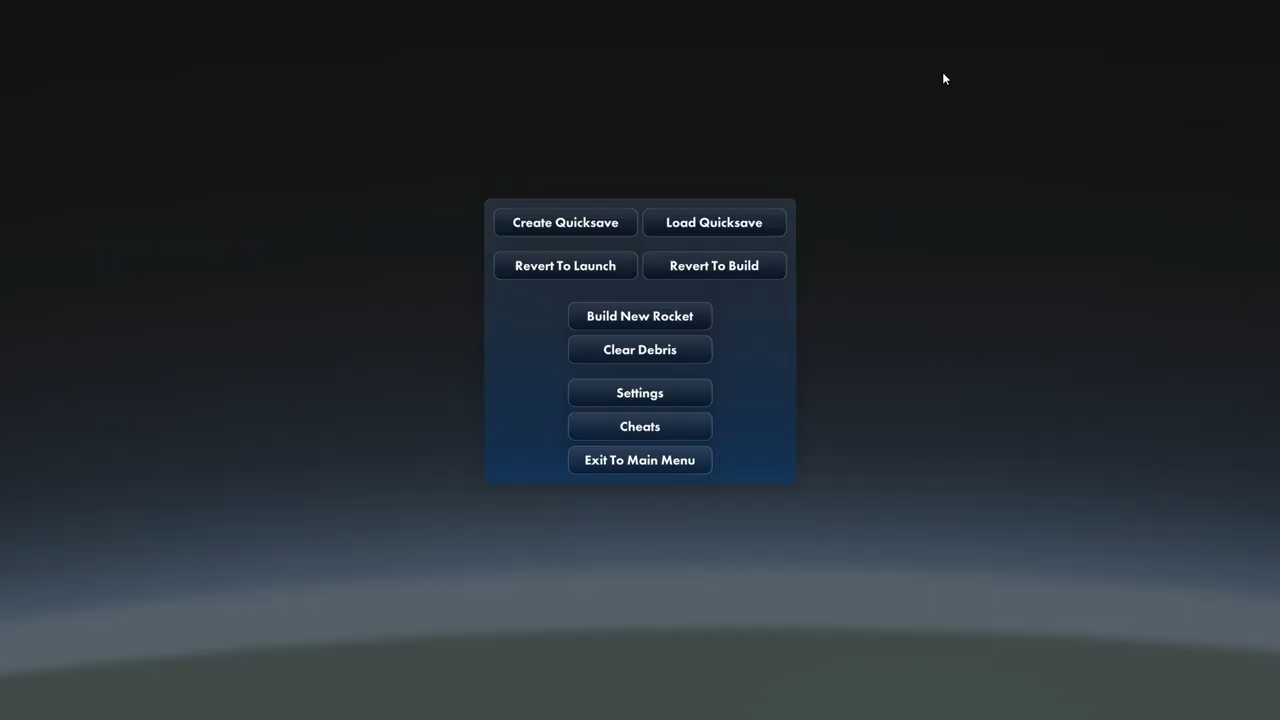 Create Quicksave
Load Quicksave
Revert To Launch
Revert To Build
Build New Rocket
Clear Debris
Settings
Cheats
Exit To Main Menu